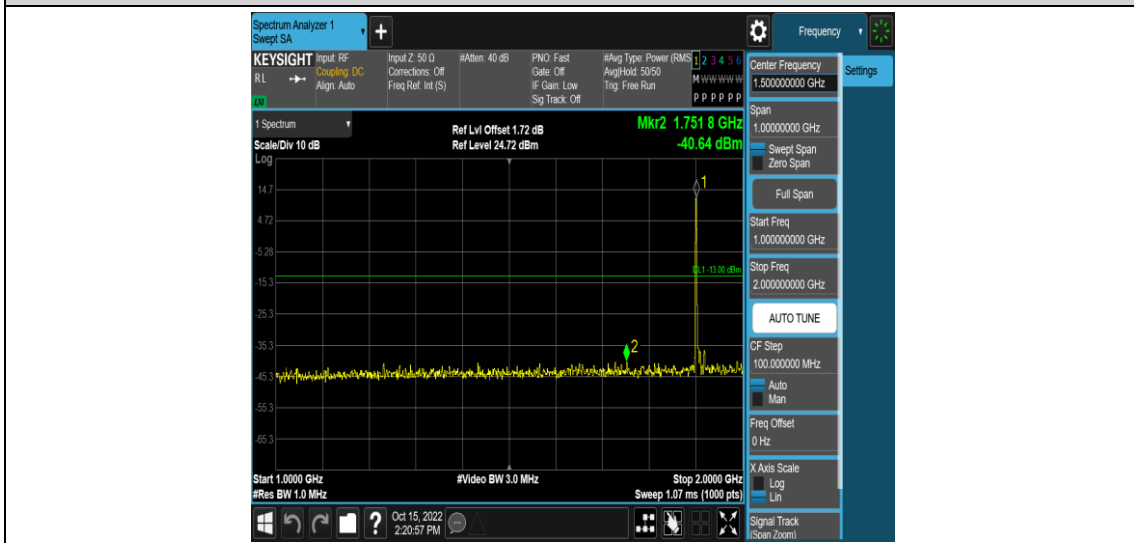 Spectrum Analyzer 1
Swept SA
+
Frequency
KEYSIGHT
RL
LXI
Input: RF
Coupling: DC
Align: Auto
Input Z: 50 Ω
Corrections: Off
Freq Ref: Int (S)
#Atten: 40 dB
PNO: Fast
Gate: Off
IF Gain: Low
Sig Track: Off
#Avg Type: Power (RMS
Avg|Hold: 50/50
Trig: Free Run
1 2 3 4 5 6
M W W W W W
P P P P P P
Center Frequency
1.500000000 GHz
Settings
Span
1.00000000 GHz
Swept Span
Zero Span
Full Span
Start Freq
1.000000000 GHz
Stop Freq
2.000000000 GHz
AUTO TUNE
CF Step
100.000000 MHz
Auto
Man
Freq Offset
0 Hz
X Axis Scale
Log
Lin
Signal Track
(Span Zoom)
1 Spectrum
Scale/Div 10 dB
Log
Ref Lvl Offset 1.72 dB
Ref Level 24.72 dBm
Mkr2 1.751 8 GHz
-40.64 dBm
14.7
4.72
-5.28
-15.3
-25.3
-35.3
-45.3
-55.3
-65.3
1
DL1 -13.00 dBm
2
Start 1.0000 GHz
#Res BW 1.0 MHz
#Video BW 3.0 MHz
Stop 2.0000 GHz
Sweep 1.07 ms (1000 pts)
?
Oct 15, 2022
2:20:57 PM